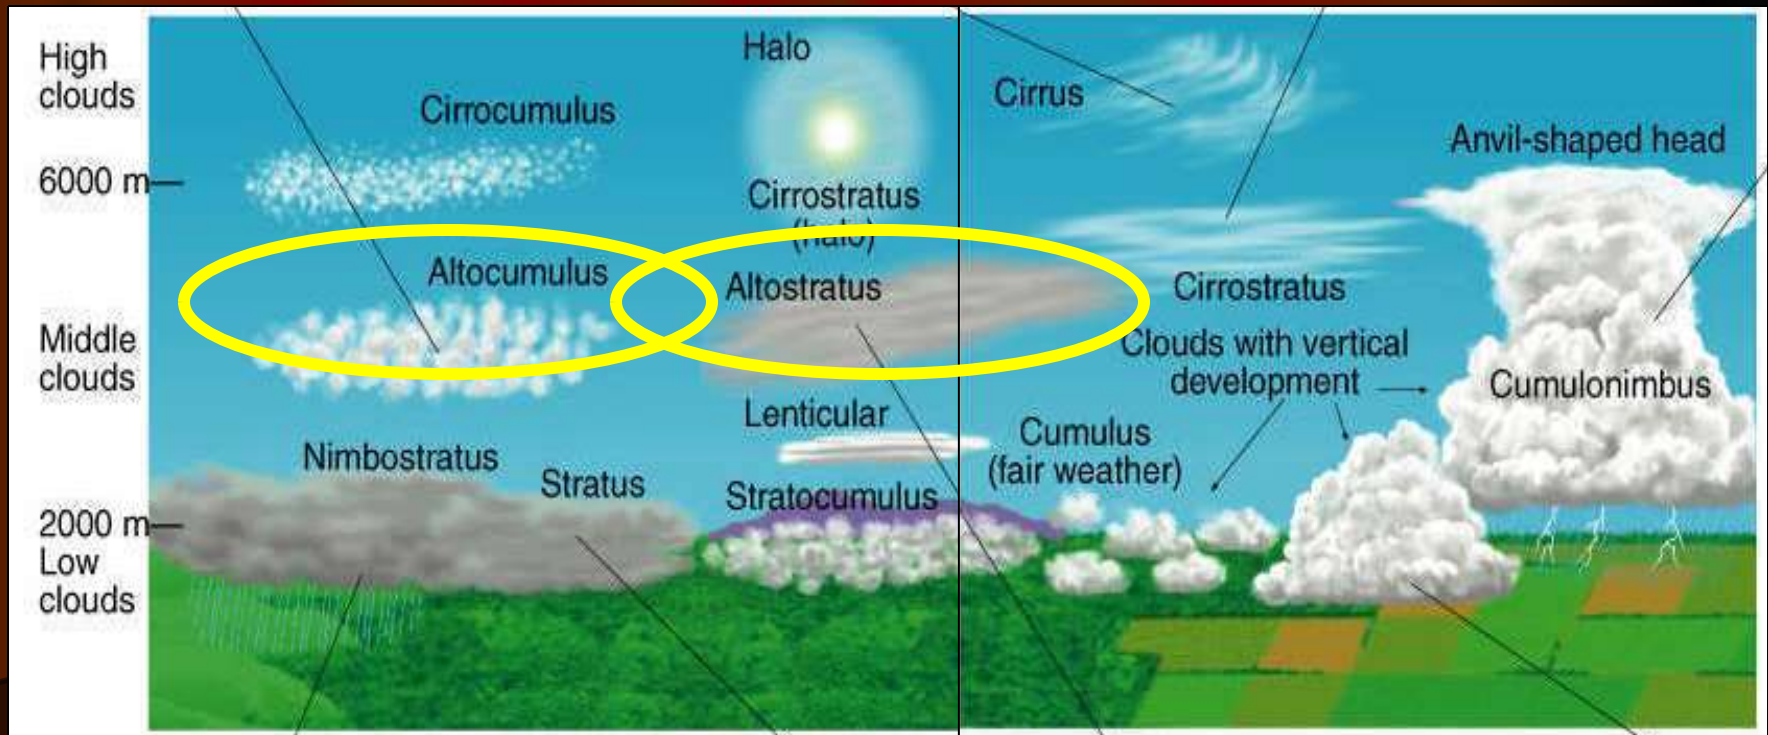 High
clouds
6000 m
Middle
clouds
2000 m
Low
clouds
Cirrocumulus
Halo
Cirrostratus
(halo)
Altocumulus
Altostratus
Lenticular
Nimbostratus
Stratus
Stratocumulus
Cirrus
Anvil-shaped head
Cirrostratus
Clouds with vertical
development
Cumulonimbus
Cumulus
(fair weather)